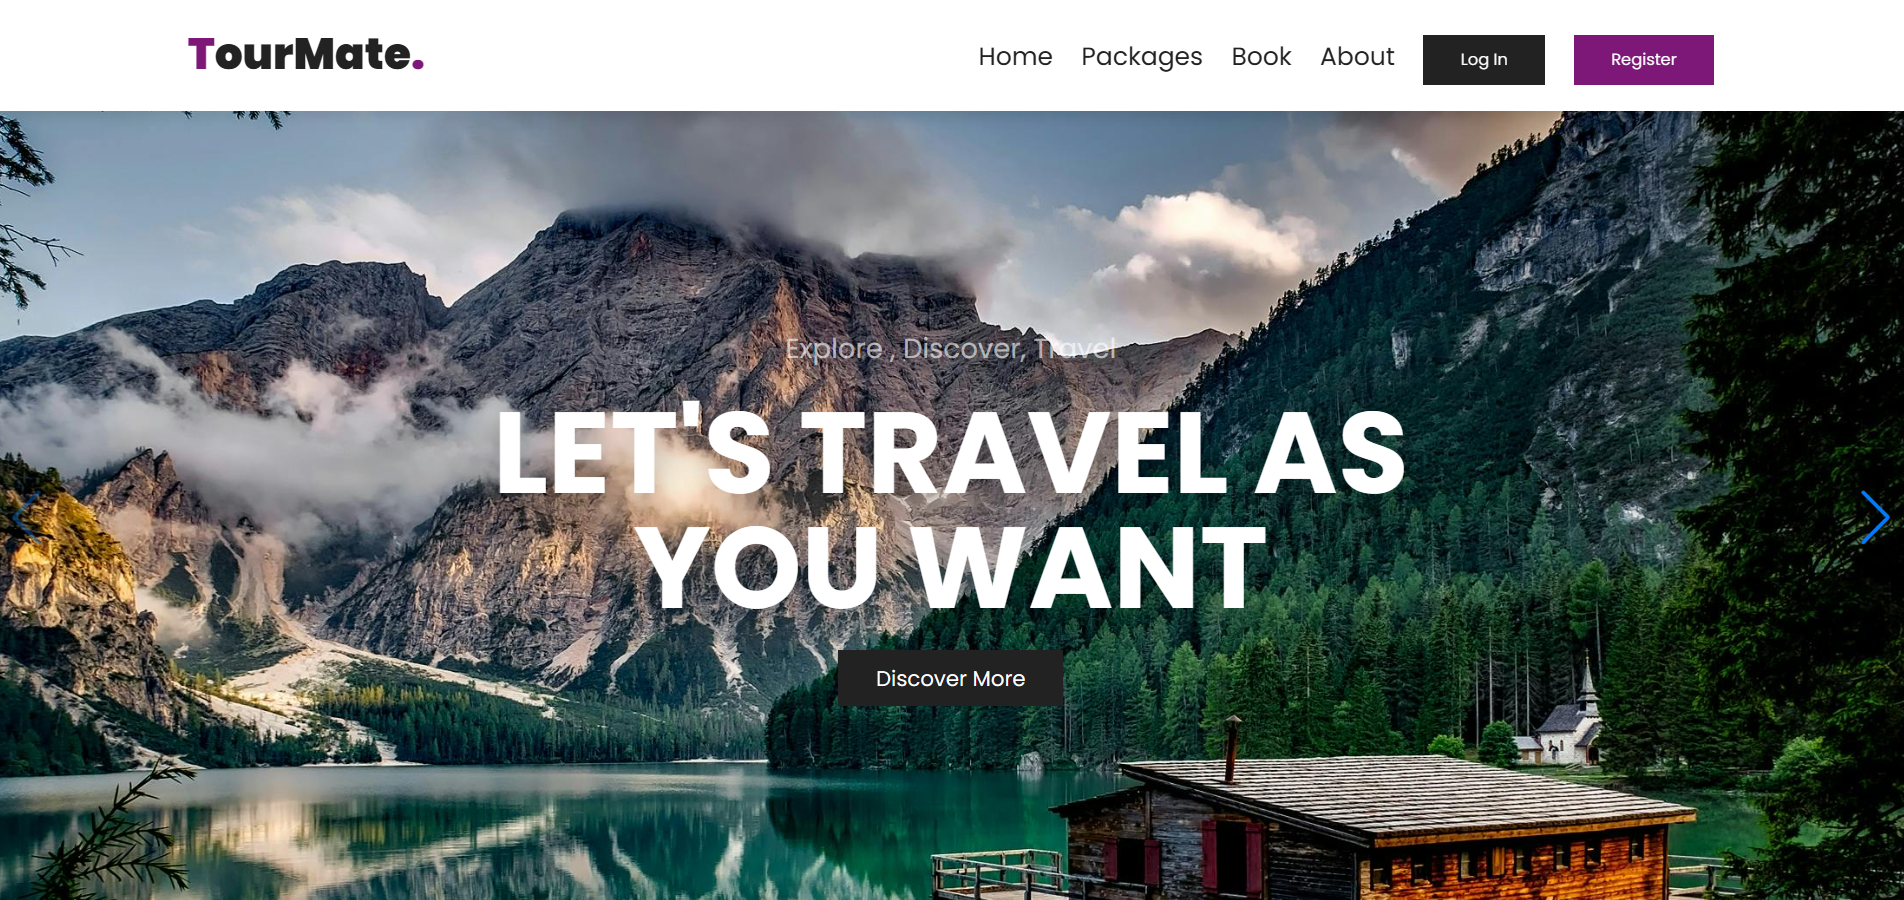 TourMate.
Home Packages Book About Log In Register
Explore , Discover, Travel
LET'S TRAVEL AS
YOU WANT
Discover More